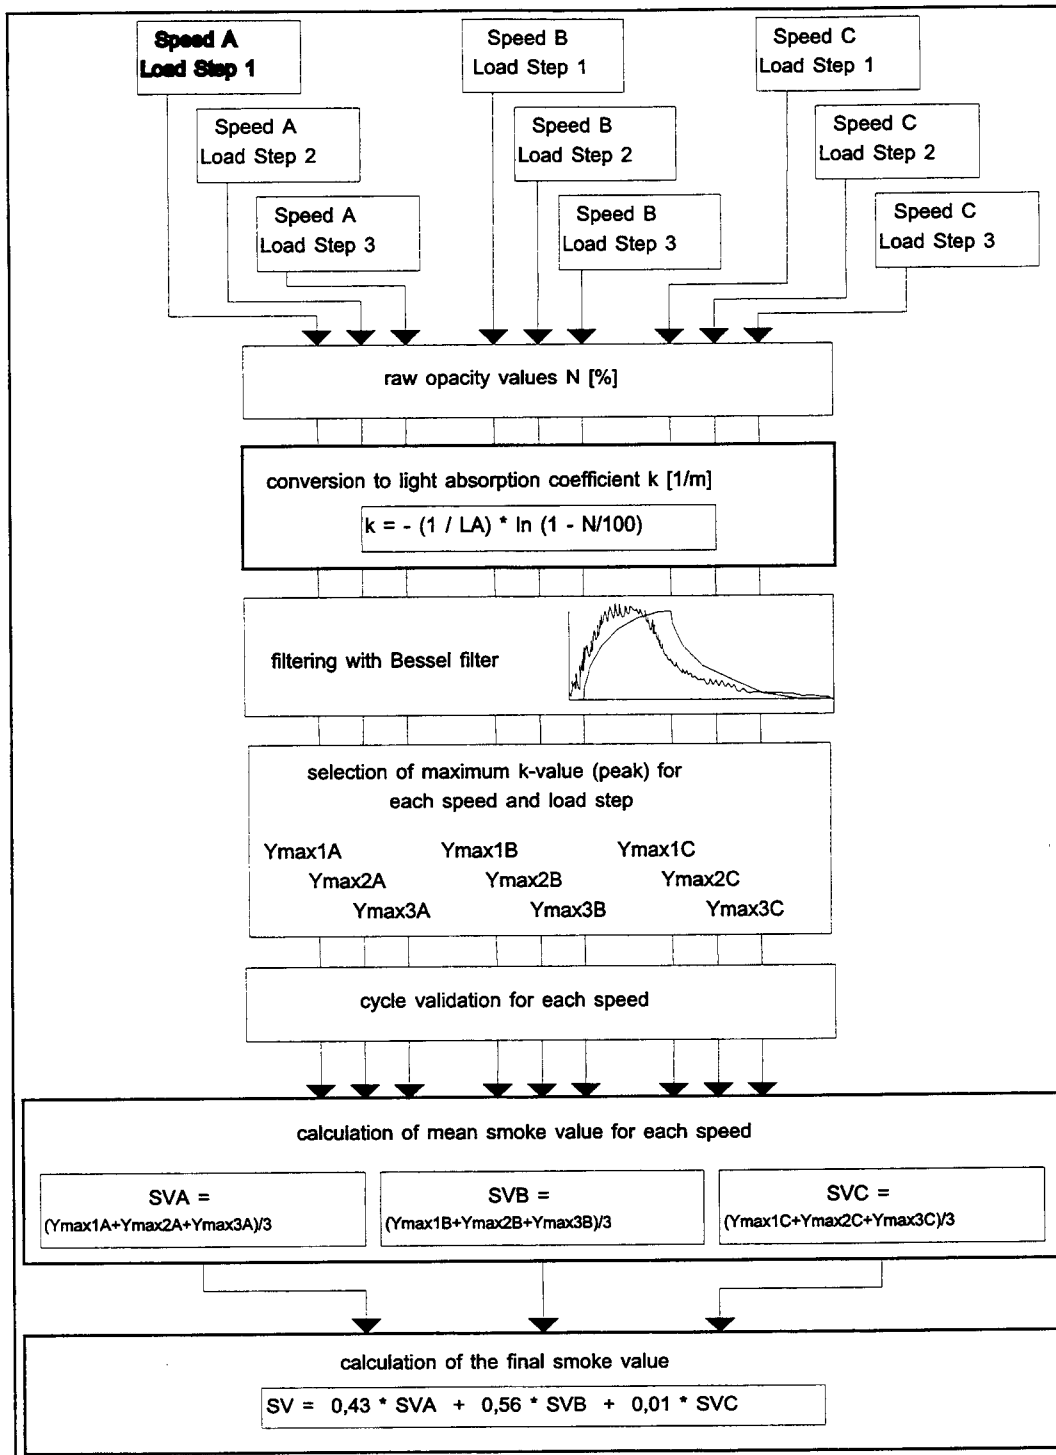 Speed A
Load Step 1
Speed B
Load Step 1
Speed C
Load Step 1
Speed A
Load Step 2
Speed B
Load Step 2
Speed C
Load Step 2
Speed A
Load Step 3
Speed B
Load Step 3
Speed C
Load Step 3
raw opacity values N [%]
conversion to light absorption coefficient k [1/m]
k = - (1 / LA) * ln (1 - N/100)
filtering with Bessel filter
selection of maximum k-value (peak) for
each speed and load step
Ymax1A Ymax1B Ymax1C
Ymax2A Ymax2B Ymax2C
Ymax3A Ymax3B Ymax3C
cycle validation for each speed
calculation of mean smoke value for each speed
SVA =
(Ymax1A+Ymax2A+Ymax3A)/3
SVB =
(Ymax1B+Ymax2B+Ymax3B)/3
SVC =
(Ymax1C+Ymax2C+Ymax3C)/3
calculation of the final smoke value
SV = 0,43 * SVA + 0,56 * SVB + 0,01 * SVC